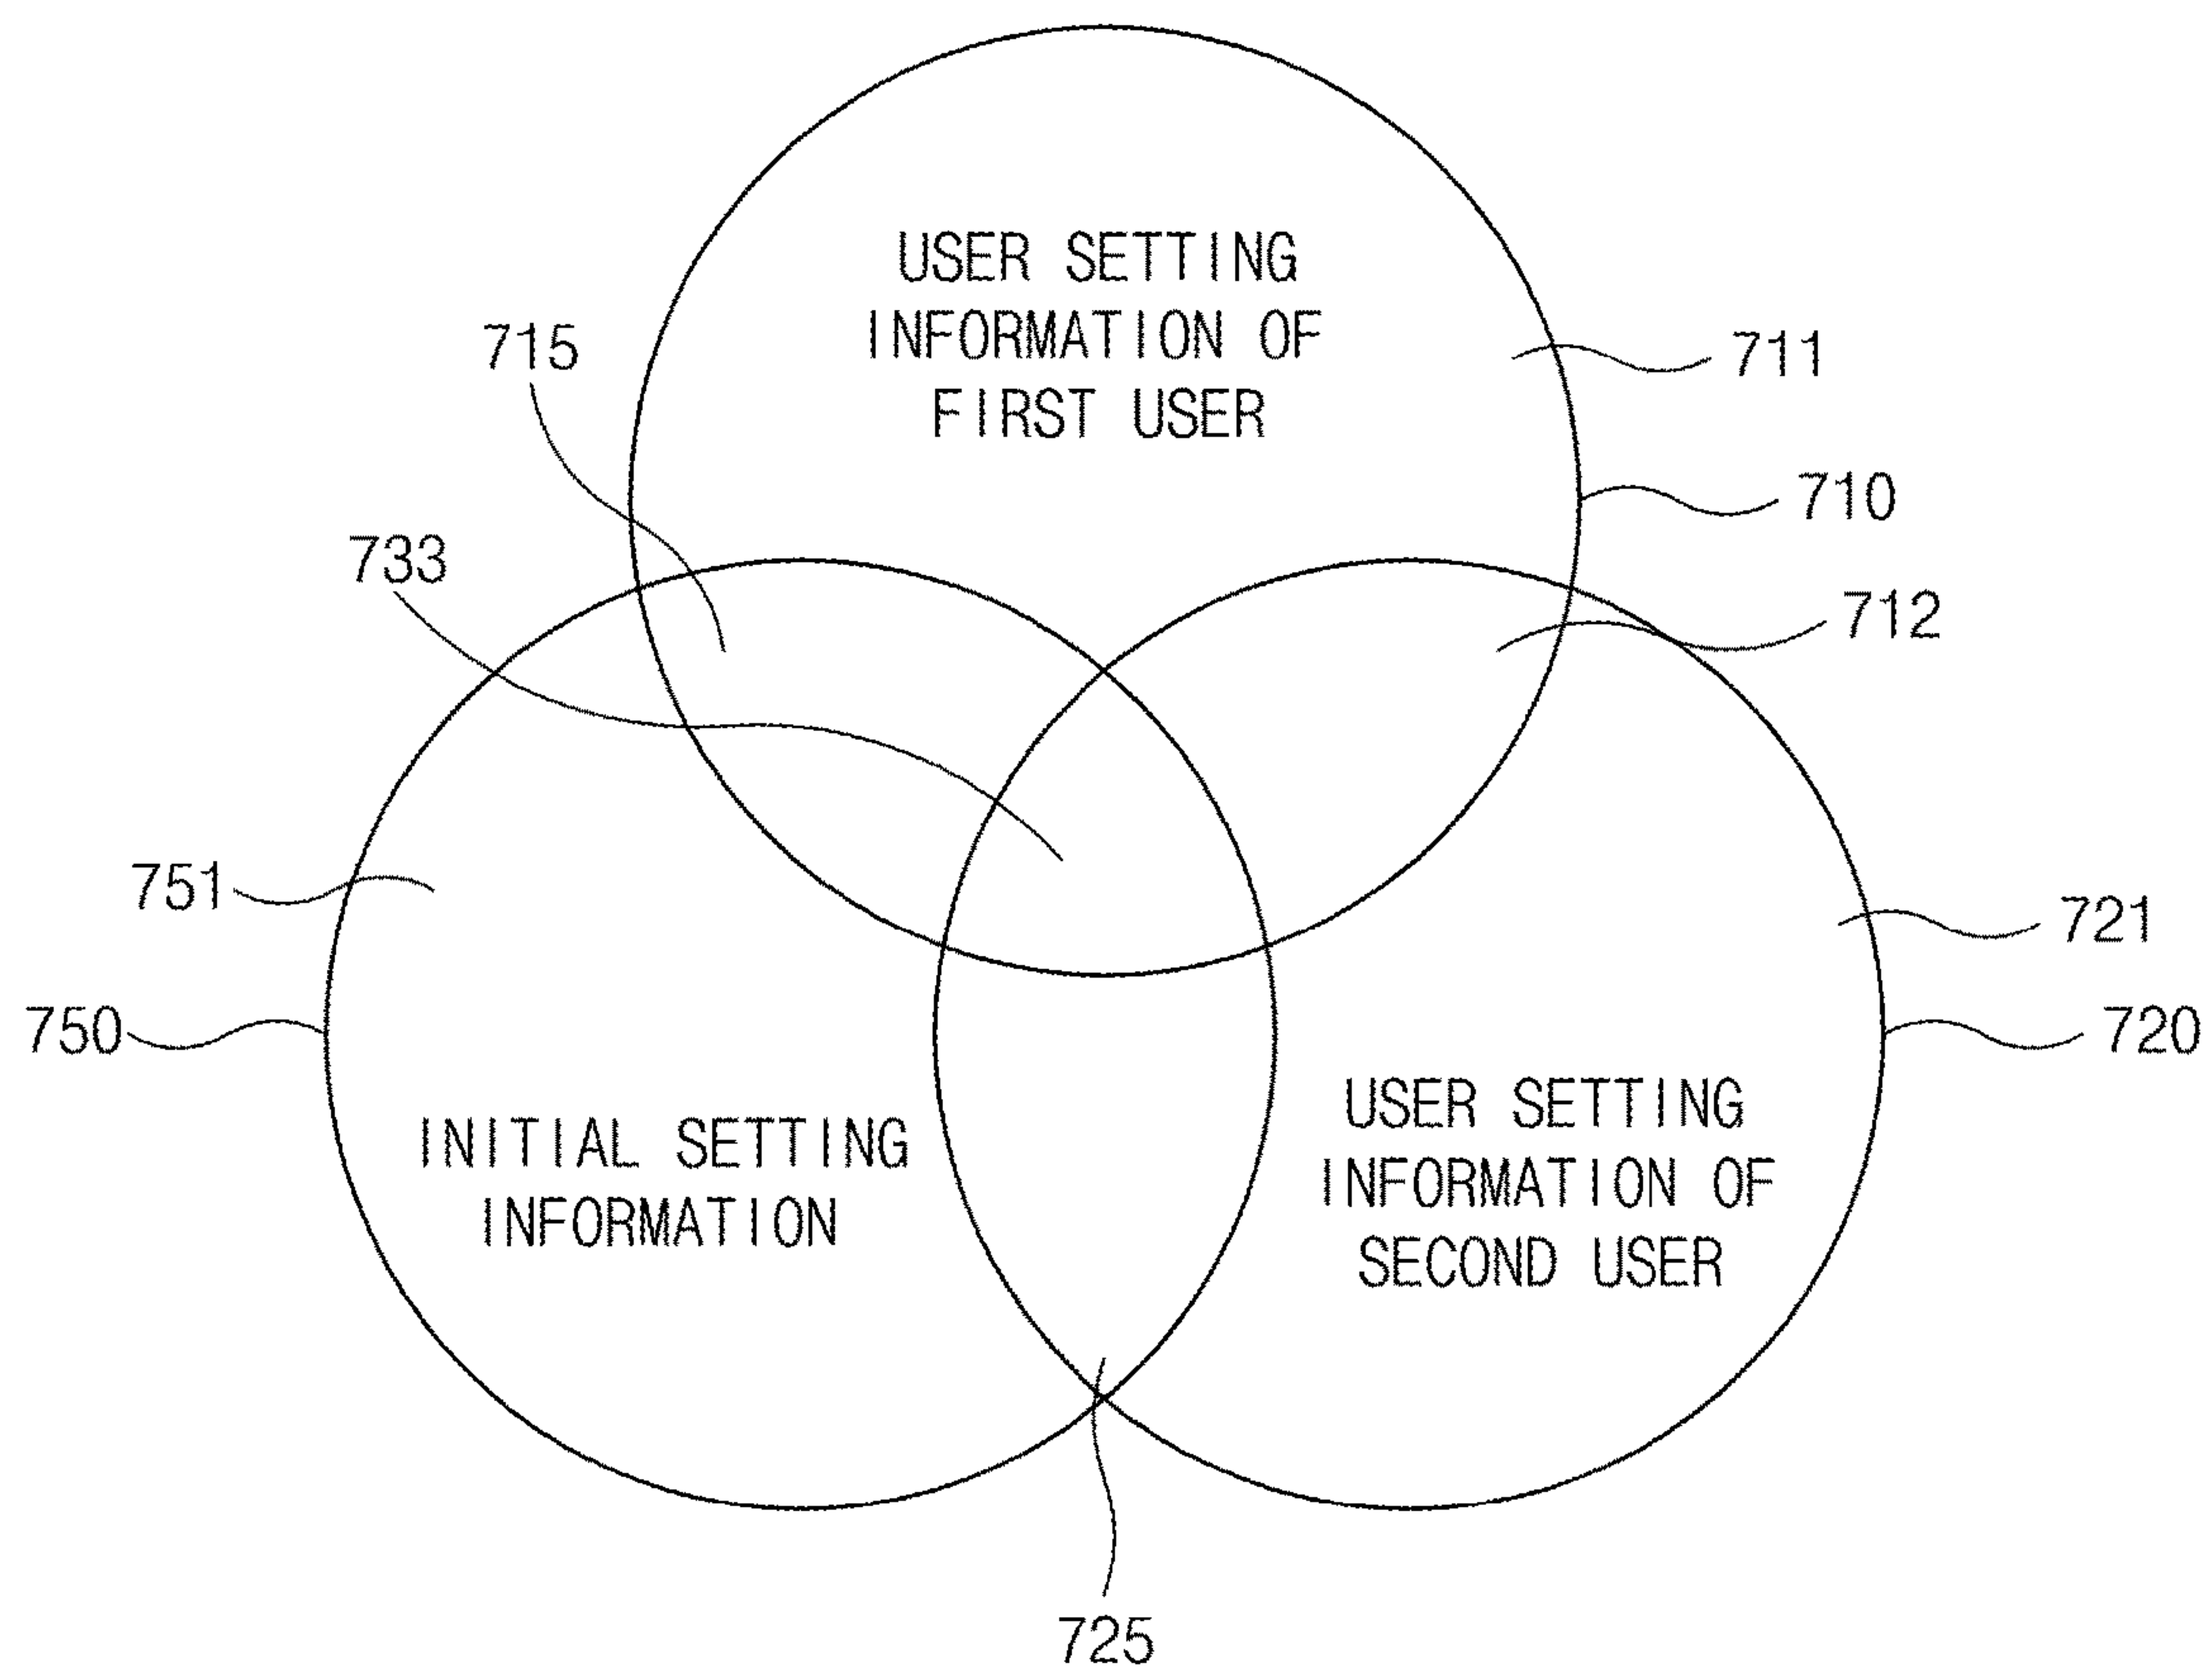 USER SETTING
INFORMATION OF
FIRST USER
715
711
710
733
712
751
721
750
720
INITIAL SETTING
INFORMATION
USER SETTING
INFORMATION OF
SECOND USER
725